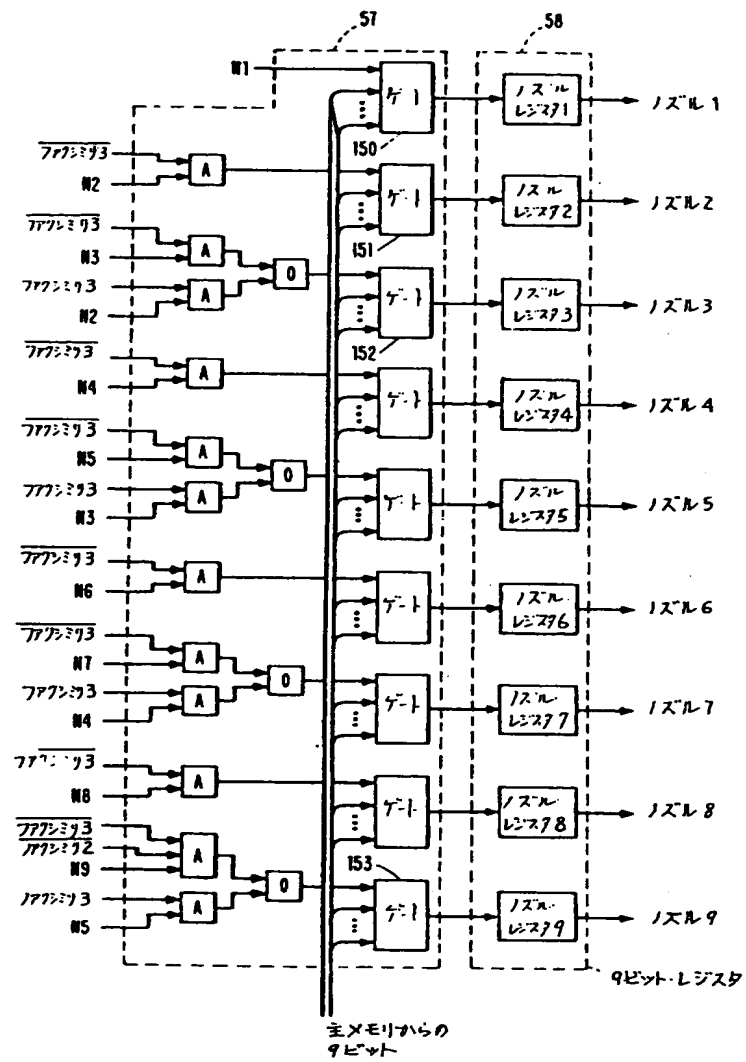 57
58
N1
ゲート
ノズル
レジスタ1
ノズル1
150
ファクシミリ3
N2
A
ゲート
ノズル
レジスタ2
ノズル2
151
ファクシミリ3
N3
A
ファクシミリ3
N2
A
O
ゲート
ノズル
レジスタ3
ノズル3
152
ファクシミリ3
N4
A
ゲート
ノズル
レジスタ4
ノズル4
ファクシミリ3
N5
A
ファクシミリ3
N3
A
O
ゲート
ノズル
レジスタ5
ノズル5
ファクシミリ3
N6
A
ゲート
ノズル
レジスタ6
ノズル6
ファクシミリ3
N7
A
ファクシミリ3
N4
A
O
ゲート
ノズル
レジスタ7
ノズル7
ファクシミリ3
N8
A
ゲート
ノズル
レジスタ8
ノズル8
153
ファクシミリ3
ファクシミリ2
N9
A
ファクシミリ3
N5
A
O
ゲート
ノズル
レジスタ9
ノズル9
9ビット・レジスタ
主メモリからの
9ビット